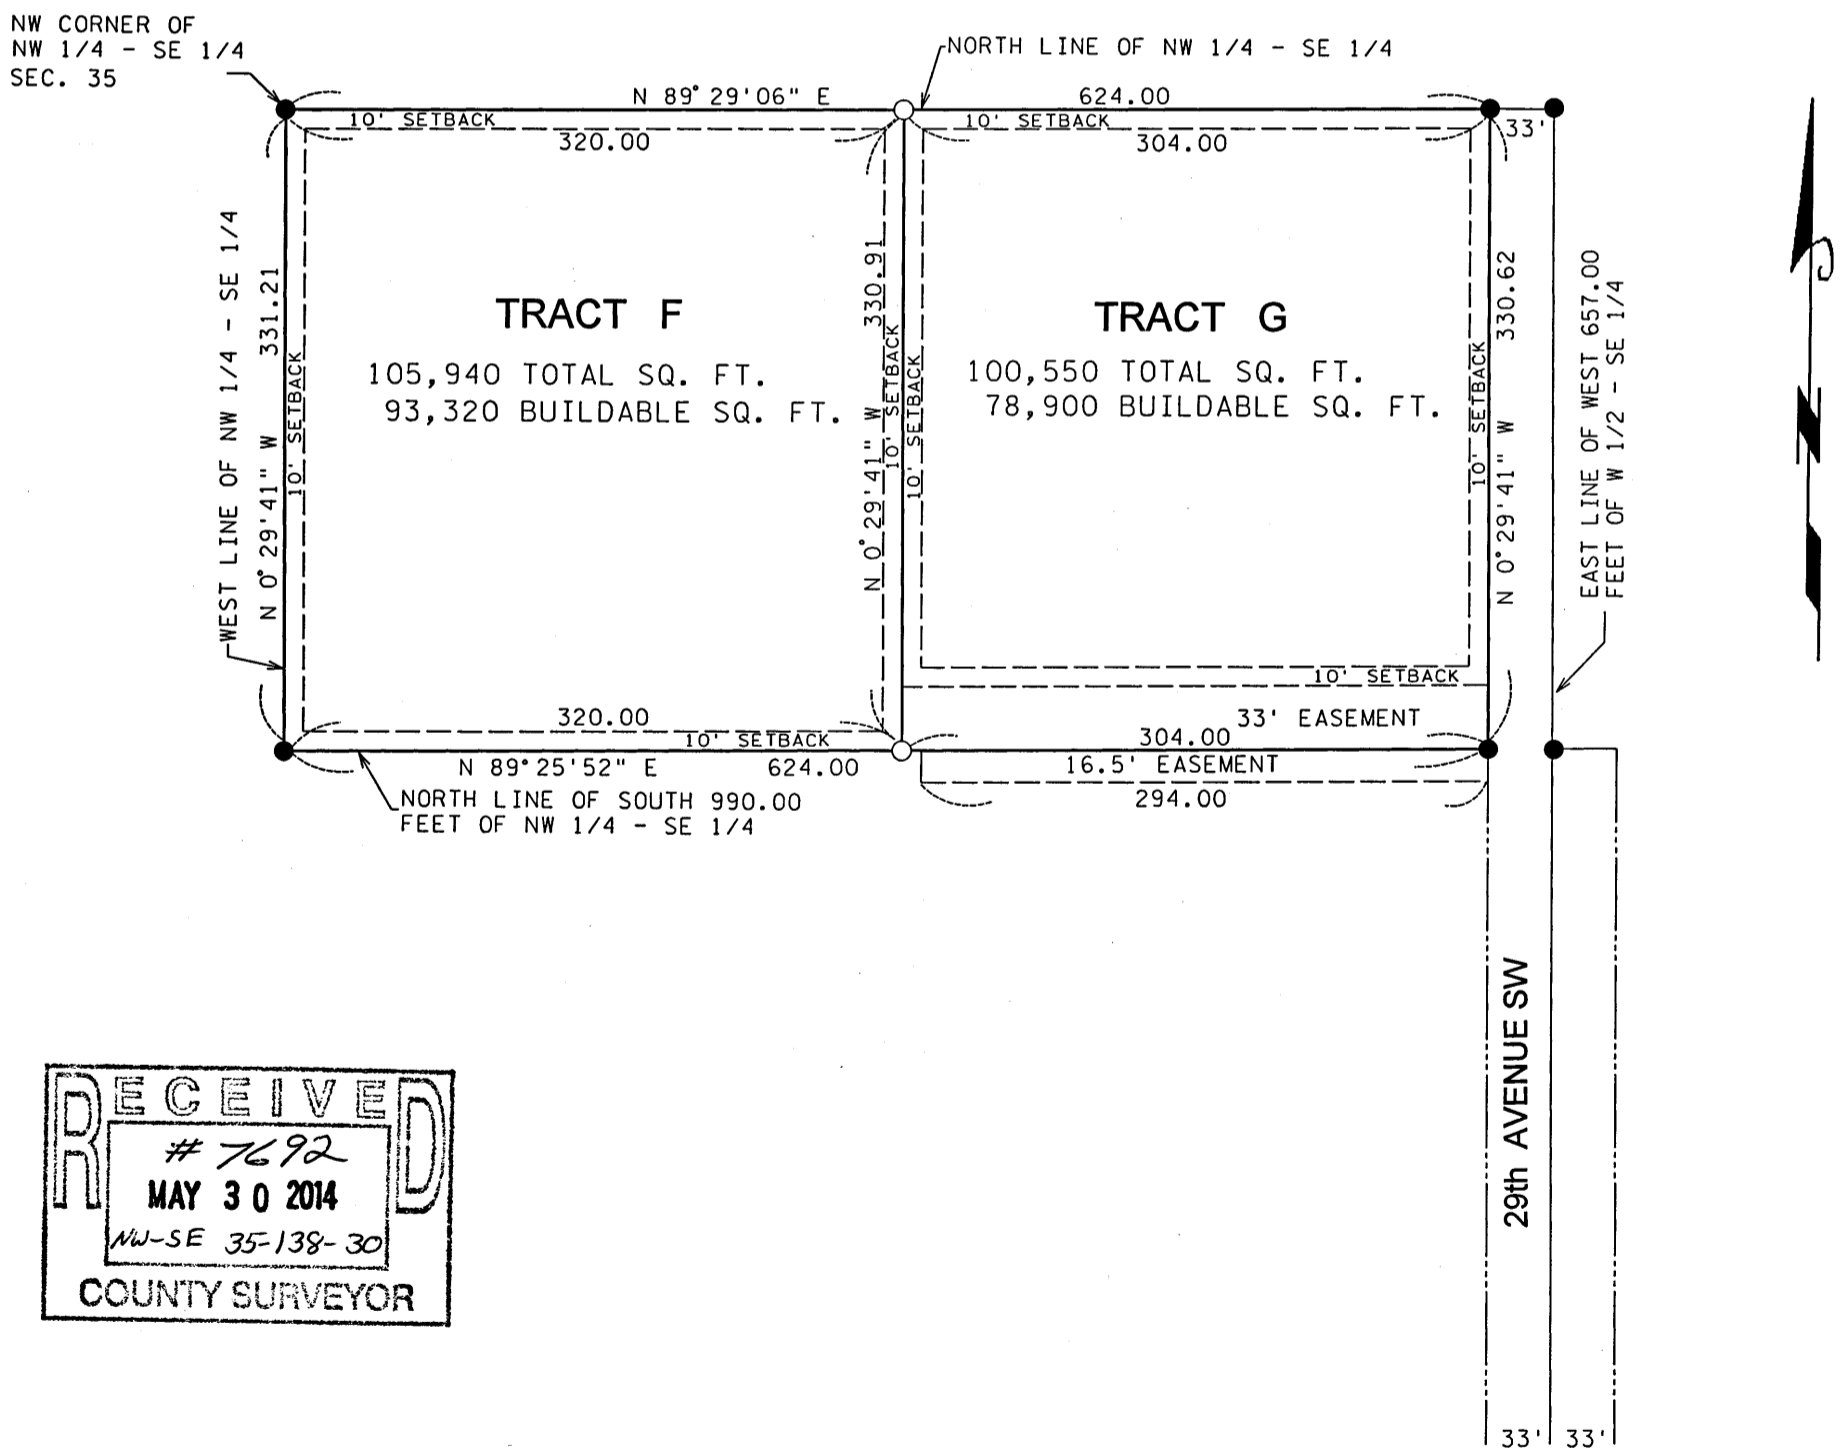 NW CORNER OF
NW 1/4 - SE 1/4
SEC. 35
NORTH LINE OF NW 1/4 - SE 1/4
N 89°29'06" E
624.00
10' SETBACK
320.00
10' SETBACK
304.00
33'
WEST LINE OF NW 1/4 - SE 1/4
N 0°29'41" W 331.21
10' SETBACK
TRACT F
105,940 TOTAL SQ. FT.
93,320 BUILDABLE SQ. FT.
N 0°29'41" W 330.91
10' SETBACK
10' SETBACK
TRACT G
100,550 TOTAL SQ. FT.
78,900 BUILDABLE SQ. FT.
10' SETBACK
N 0°29'41" W 330.62
EAST LINE OF WEST 657.00
FEET OF W 1/2 - SE 1/4
N
10' SETBACK
33' EASEMENT
320.00
10' SETBACK
304.00
N 89°25'52" E
624.00
16.5' EASEMENT
294.00
NORTH LINE OF SOUTH 990.00
FEET OF NW 1/4 - SE 1/4
29th AVENUE SW
33'
33'
RECEIVED
# 7692
MAY 30 2014
NW-SE 35-138-30
COUNTY SURVEYOR